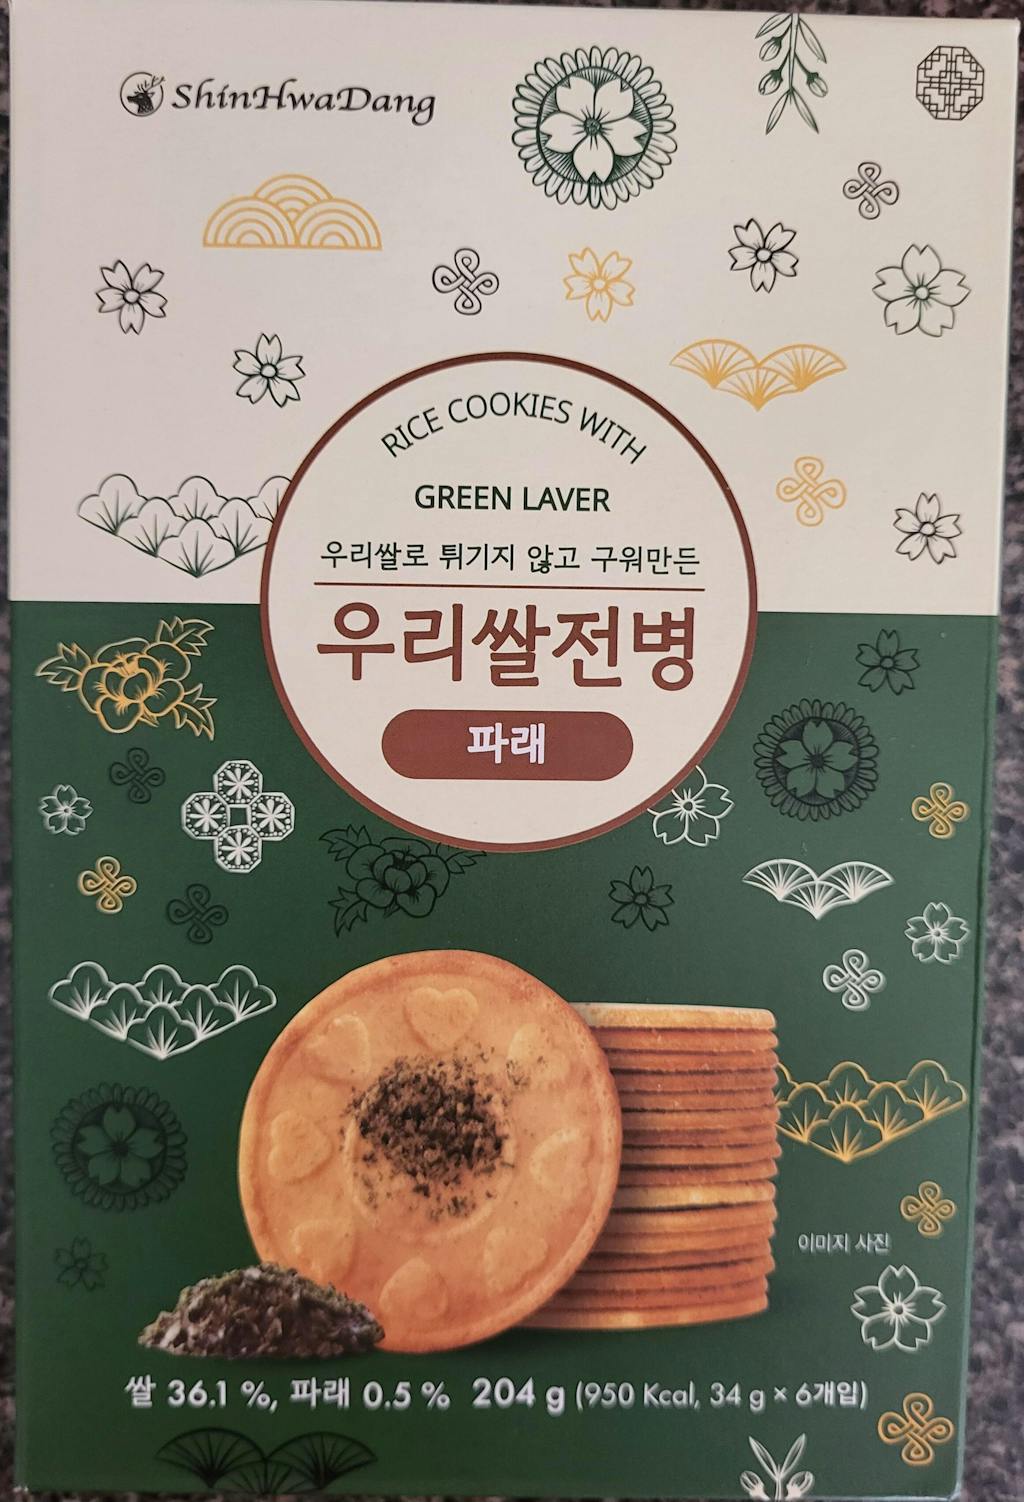 ShinHwaDang
RICE COOKIES WITH
GREEN LAVER
우리쌀로 튀기지 않고 구워만든
우리쌀전병
파래
이미지 사진
쌀 36.1 %, 파래 0.5 % 204 g (950 Kcal, 34 g × 6개입)